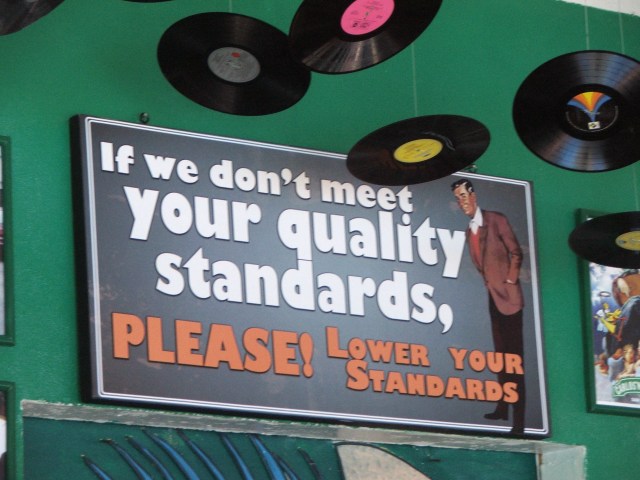 If we don't meet
your quality
standards,
PLEASE! LOWER YOUR
STANDARDS